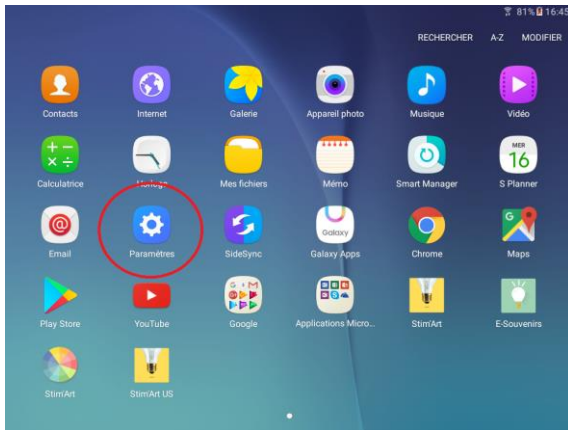 81% 16:45
RECHERCHER A-Z MODIFIER
Contacts Internet Galerie Appareil photo Musique Vidéo
MER
16
Calculatrice Horloge Mes fichiers Mémo Smart Manager S Planner
Galaxy
G
Email Paramètres SideSync Galaxy Apps Chrome Maps
Play Store YouTube Google Applications Micro... Stim'Art E-Souvenirs
Stim'Art Stim'Art US